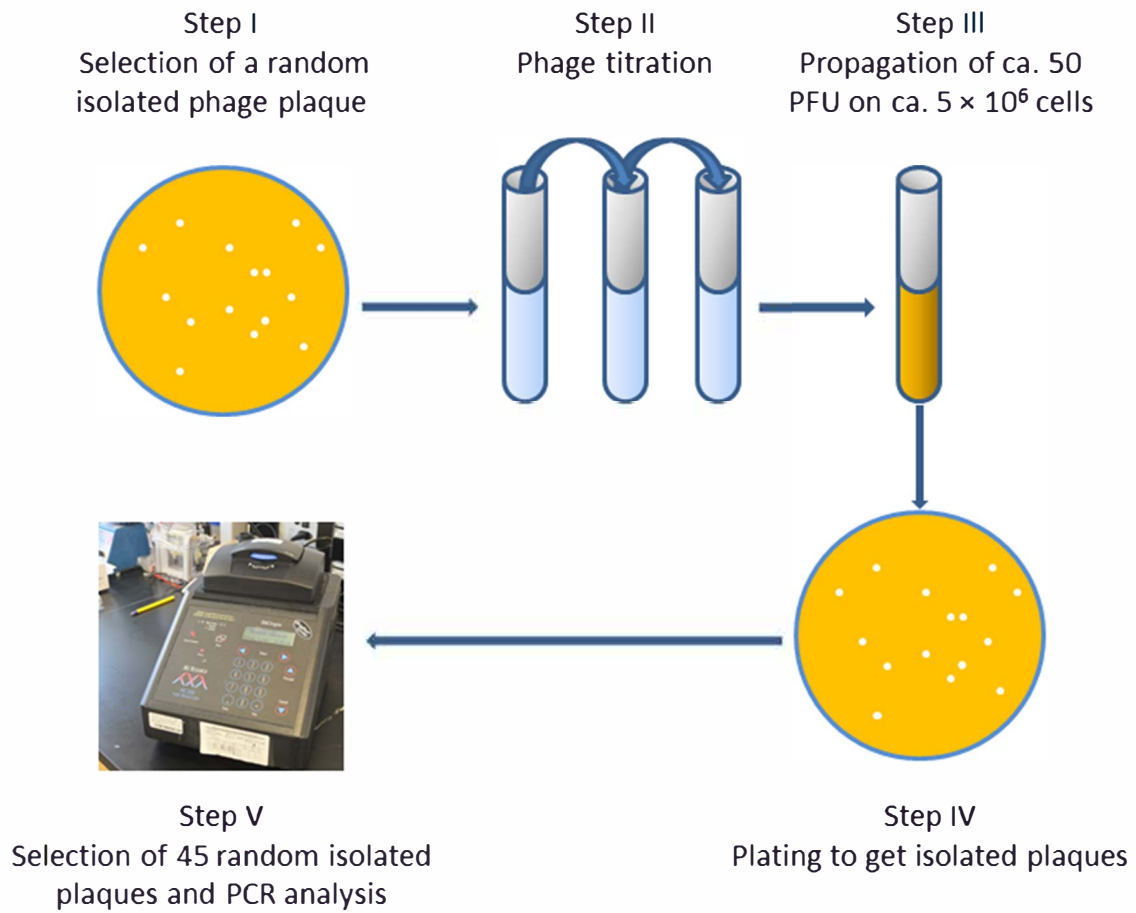 Step I
Selection of a random
isolated phage plaque
Step II
Phage titration
Step III
Propagation of ca. 50
PFU on ca. 5 × 10⁶ cells
Step IV
Plating to get isolated plaques
Step V
Selection of 45 random isolated
plaques and PCR analysis